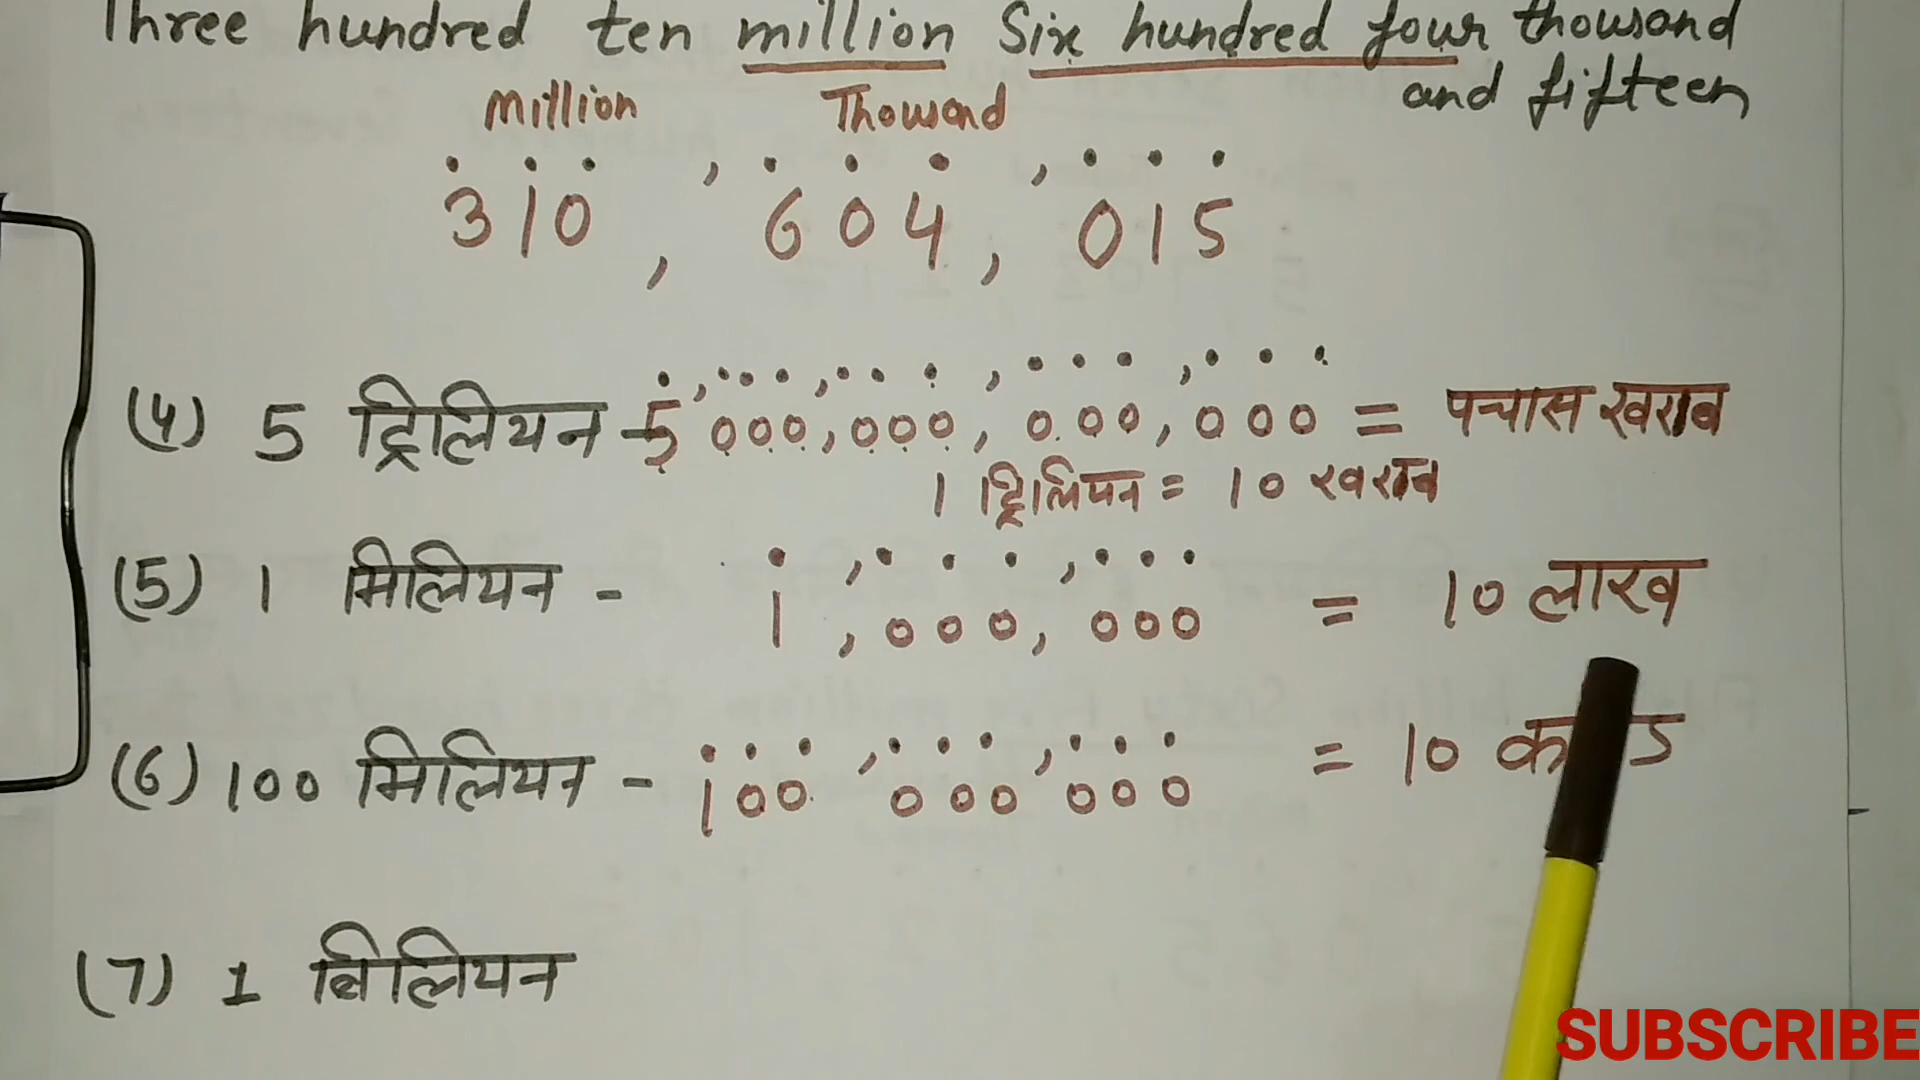 Three hundred ten million Six hundred four thousand
and fifteen
Million Thousand
310 , 604 , 015
(4) 5 ट्रिलियन - 5 000,000, 000,000 = पचास खराब
1 ट्रिलियन = 10 खराब
(5) 1 मिलियन - 1 ,000, 000 = 10 लाख
(6) 100 मिलियन - 100 000 000 = 10
(7) 1 बिलियन
SUBSCRIBE